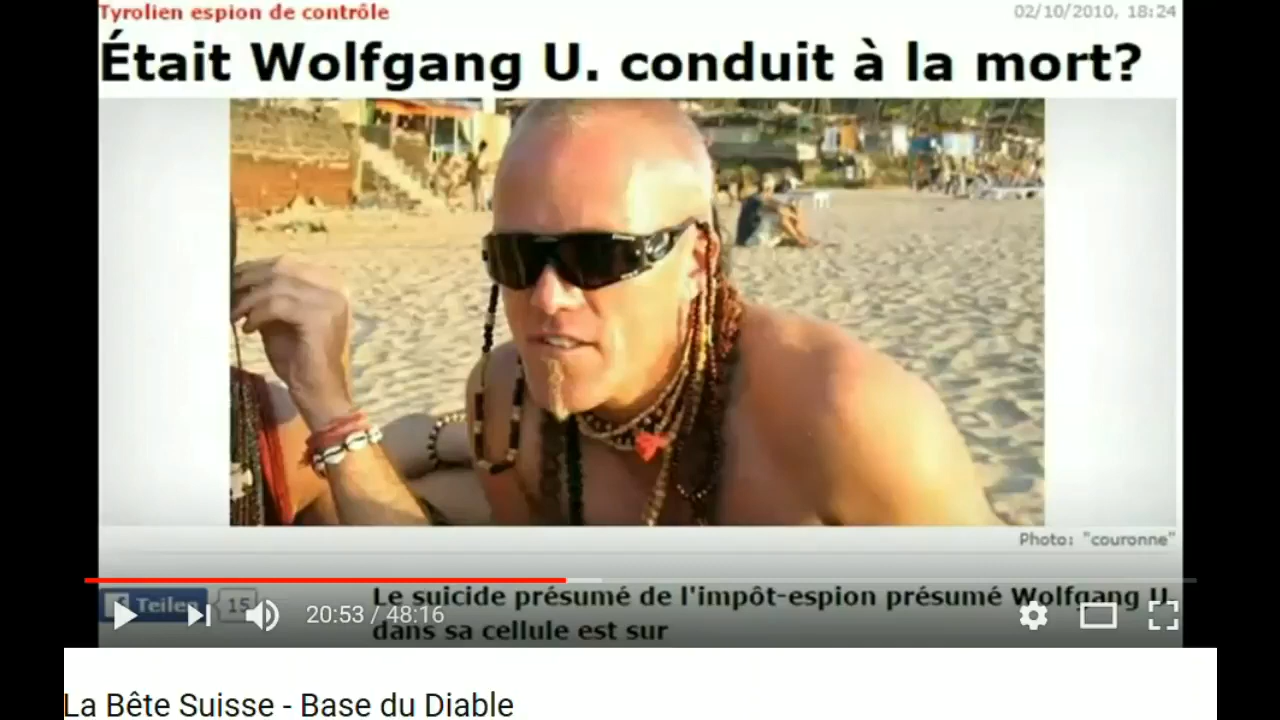 Tyrolien espion de contrôle
02/10/2010, 18:24
Était Wolfgang U. conduit à la mort?
Photo: "couronne"
Le suicide présumé de l'impôt-espion présumé Wolfgang U.
Teilen 15
20:53 / 48:16
dans sa cellule est sur
La Bête Suisse - Base du Diable